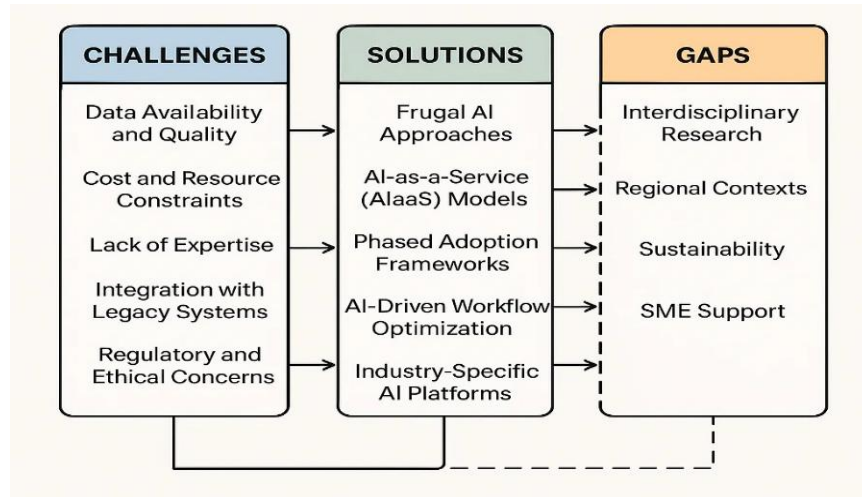 CHALLENGES
Data Availability
and Quality
Cost and Resource
Constraints
Lack of Expertise
Integration with
Legacy Systems
Regulatory and
Ethical Concerns
SOLUTIONS
Frugal AI
Approaches
AI-as-a-Service
(AIaaS) Models
Phased Adoption
Frameworks
AI-Driven Workflow
Optimization
Industry-Specific
AI Platforms
GAPS
Interdisciplinary
Research
Regional Contexts
Sustainability
SME Support